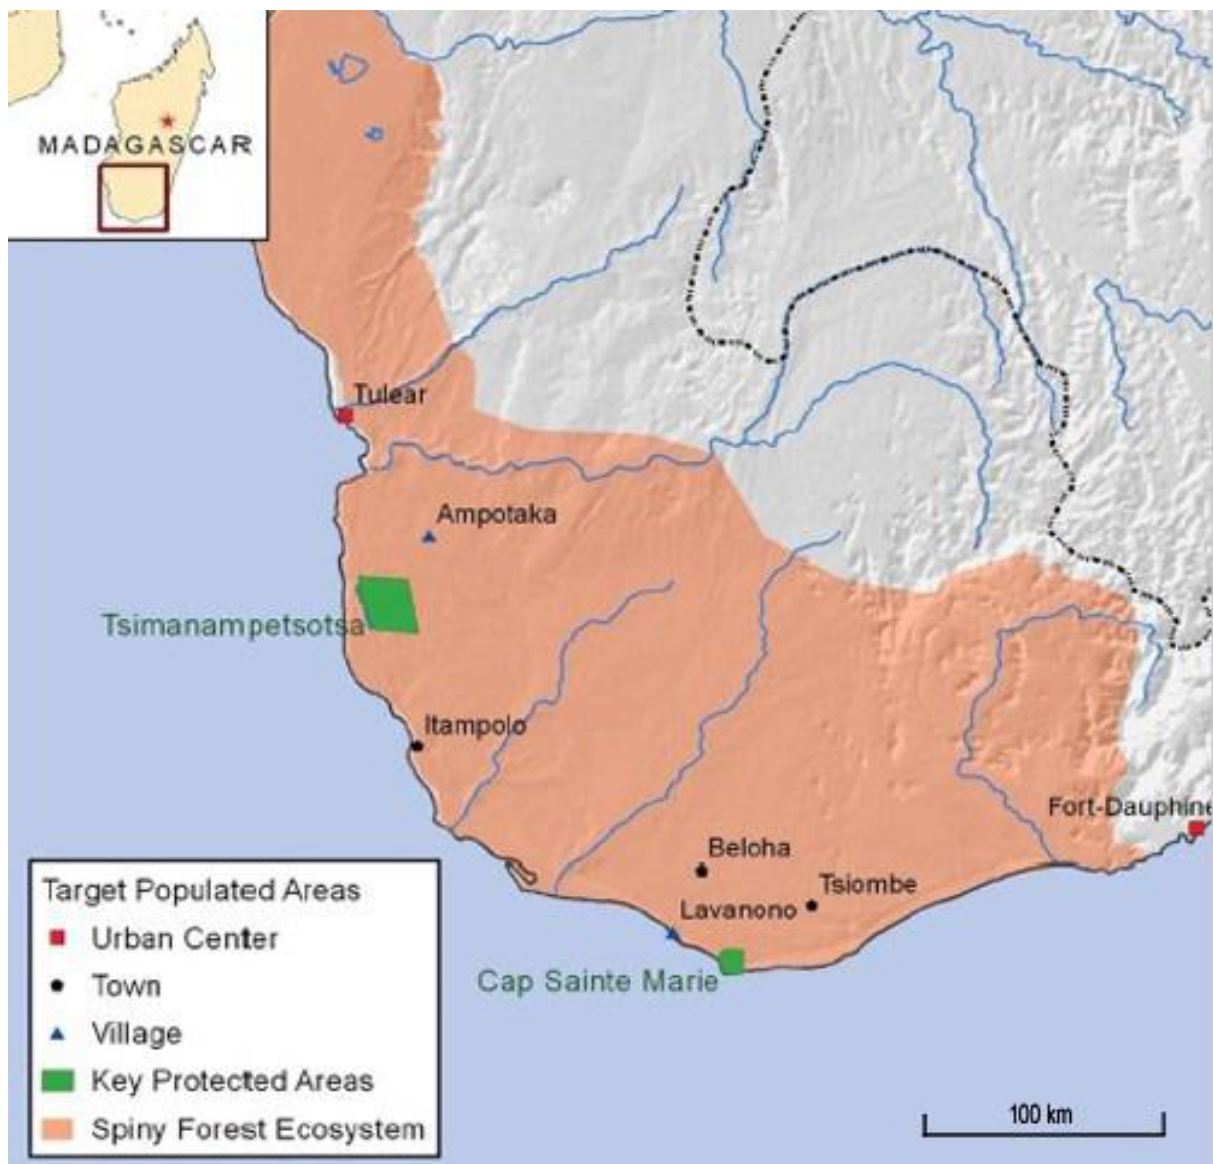 MADAGASCAR
Tulear
Ampotaka
Tsimanampetsotsa
Itampolo
Fort-Dauphine
Beloha
Tsiombe
Lavanono
Cap Sainte Marie
Target Populated Areas
Urban Center
Town
Village
Key Protected Areas
Spiny Forest Ecosystem
100 km